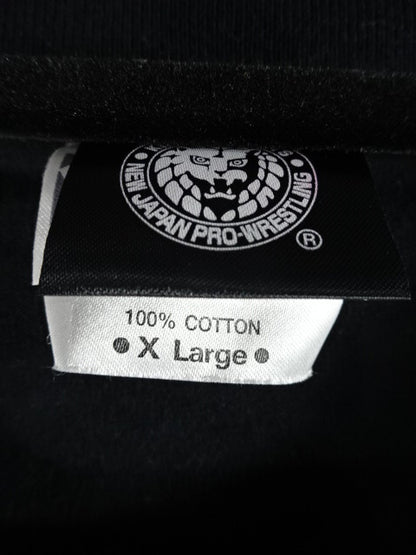 NEW JAPAN PRO-WRESTLING
®
100% COTTON
● X Large ●